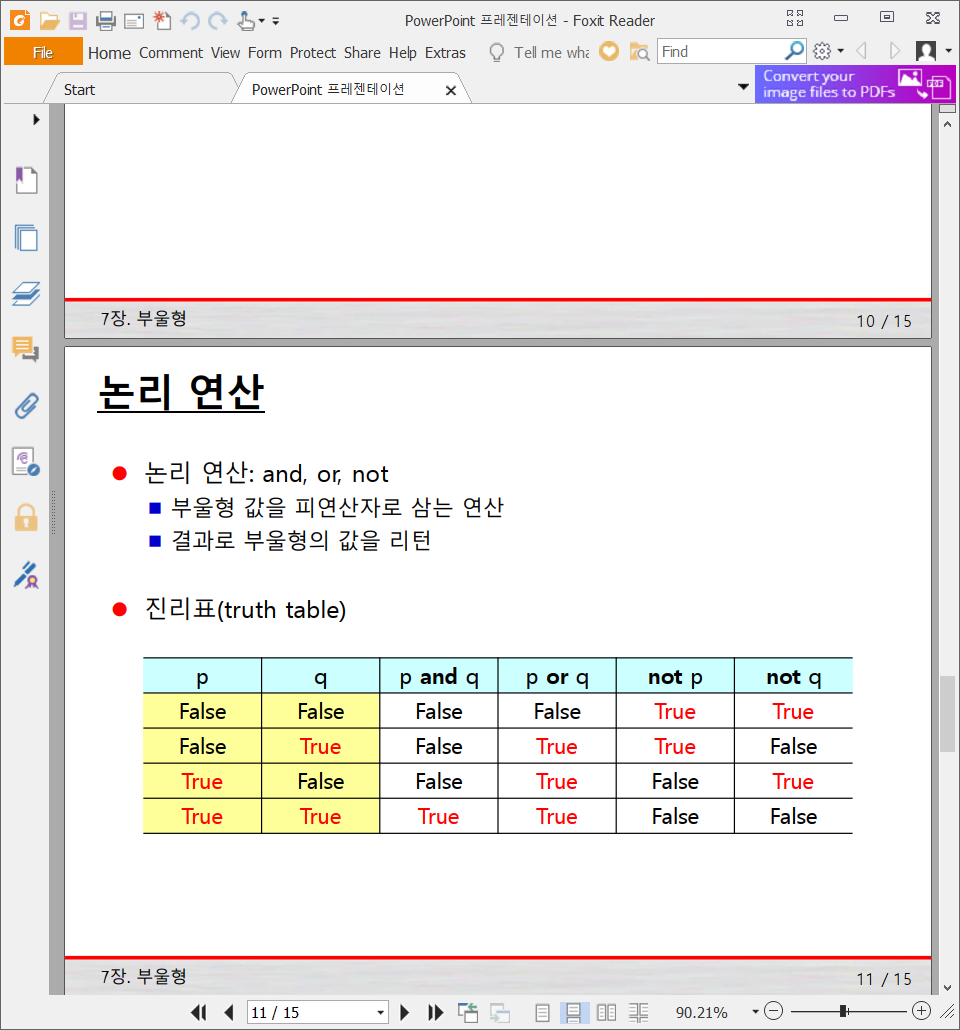 PowerPoint 프레젠테이션 - Foxit Reader
File Home Comment View Form Protect Share Help Extras Tell me wha Find
Start PowerPoint 프레젠테이션
Convert your
image files to PDFs
7장. 부울형 10 / 15
논리 연산
논리 연산: and, or, not
부울형 값을 피연산자로 삼는 연산
결과로 부울형의 값을 리턴
진리표(truth table)
p q p and q p or q not p not q
False False False False True True
False True False True True False
True False False True False True
True True True True False False
7장. 부울형 11 / 15
11 / 15 90.21%